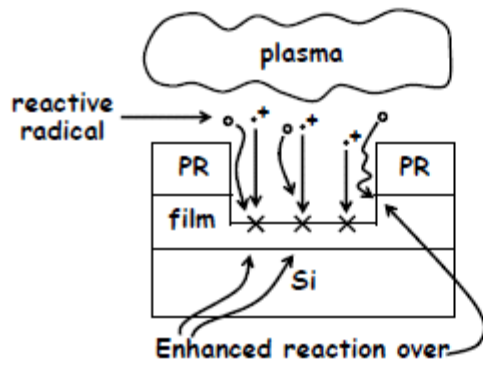 plasma
reactive
radical
.+
.+
.+
PR
PR
film
Si
Enhanced reaction over